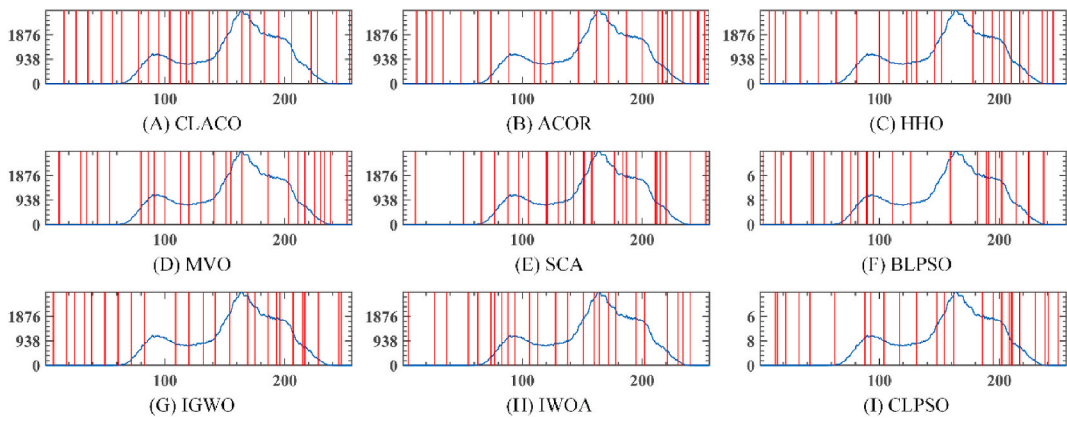 1876 1876 1876
938 938 938
0 0 0
100 200 100 200 100 200
(A) CLACO (B) ACOR (C) HHO
1876 1876 6
938 938 8
0 0 0
100 200 100 200 100 200
(D) MVO (E) SCA (F) BLPSO
1876 1876 6
938 938 8
0 0 0
100 200 100 200 100 200
(G) IGWO (H) IWOA (I) CLPSO